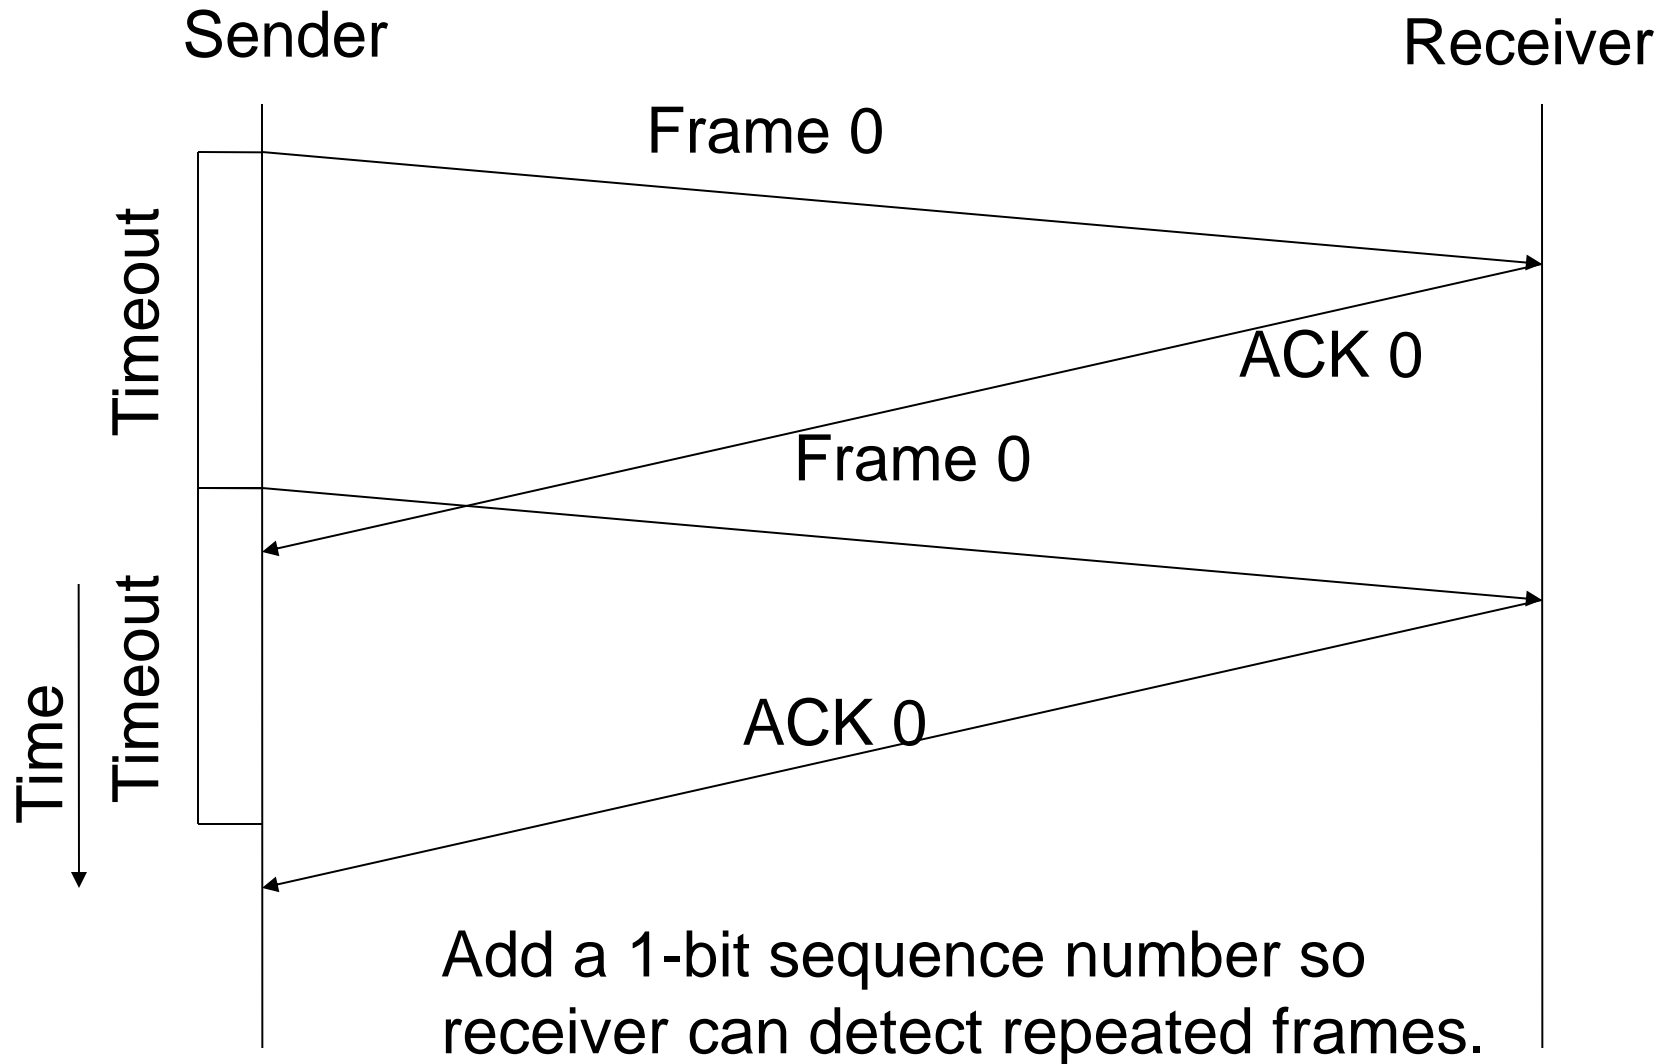 Sender
Receiver
Frame 0
Timeout
ACK 0
Frame 0
Timeout
Time
ACK 0
Add a 1-bit sequence number so
receiver can detect repeated frames.